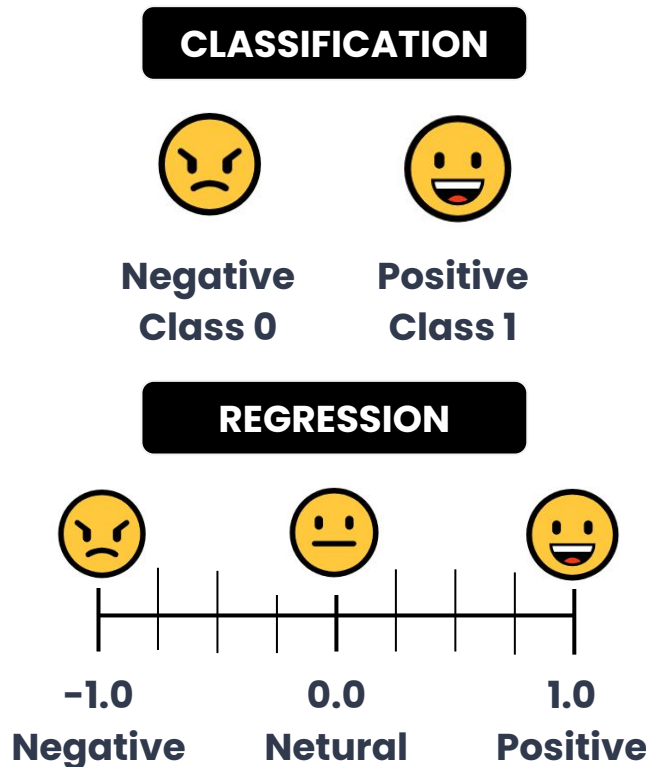 CLASSIFICATION
Negative Positive
Class 0 Class 1
REGRESSION
-1.0 0.0 1.0
Negative Netural Positive